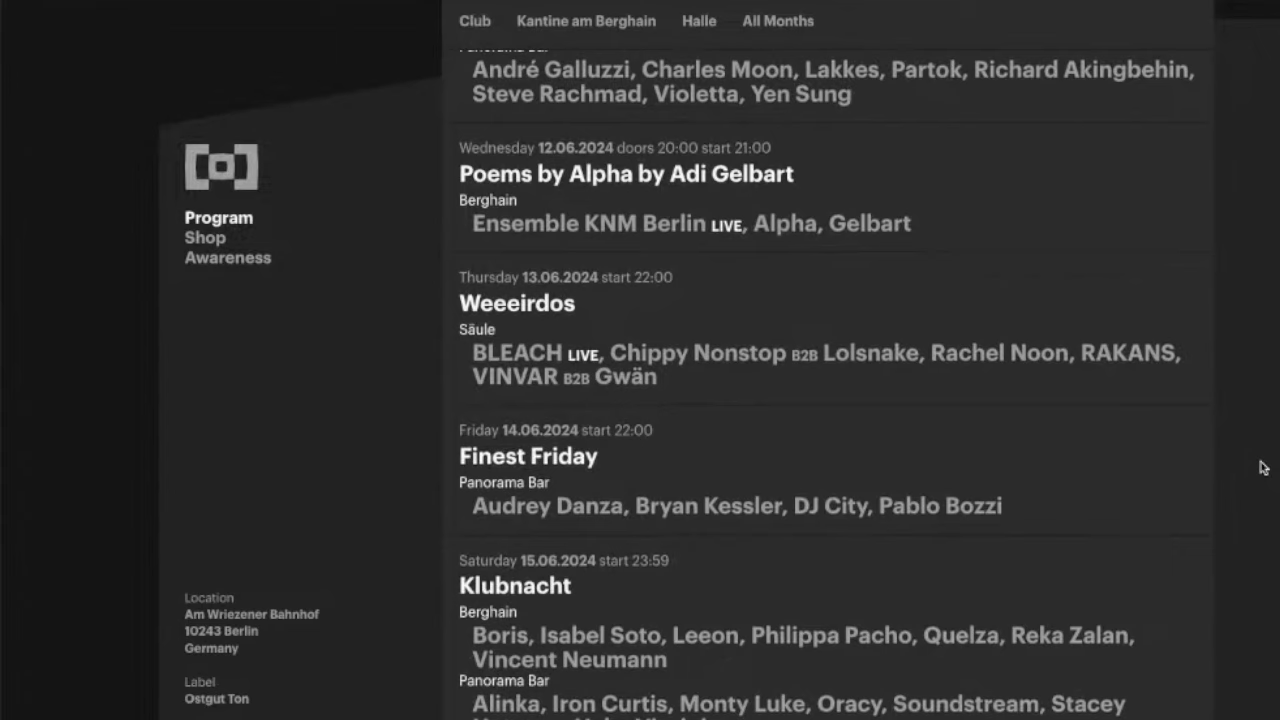 Club Kantine am Berghain Halle All Months
André Galluzzi, Charles Moon, Lakkes, Partok, Richard Akingbehin,
Steve Rachmad, Violetta, Yen Sung
Wednesday 12.06.2024 doors 20:00 start 21:00
Poems by Alpha by Adi Gelbart
Berghain
Ensemble KNM Berlin LIVE, Alpha, Gelbart
Thursday 13.06.2024 start 22:00
Weeeirdos
Säule
BLEACH LIVE, Chippy Nonstop B2B Lolsnake, Rachel Noon, RAKANS,
VINVAR B2B Gwän
Friday 14.06.2024 start 22:00
Finest Friday
Panorama Bar
Audrey Danza, Bryan Kessler, DJ City, Pablo Bozzi
Saturday 15.06.2024 start 23:59
Klubnacht
Berghain
Boris, Isabel Soto, Leeon, Philippa Pacho, Quelza, Reka Zalan,
Vincent Neumann
Panorama Bar
Alinka, Iron Curtis, Monty Luke, Oracy, Soundstream, Stacey
Program
Shop
Awareness
Location
Am Wriezener Bahnhof
10243 Berlin
Germany
Label
Ostgut Ton